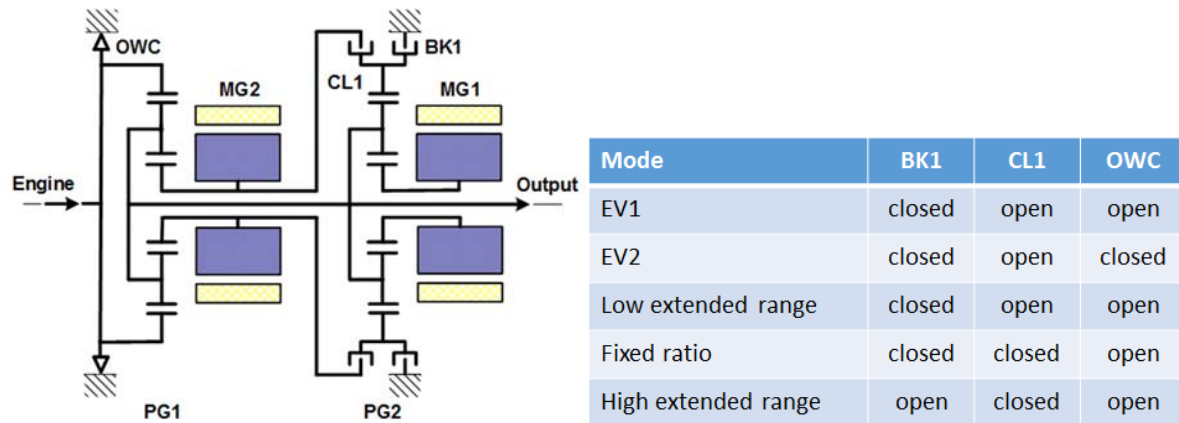 OWC
BK1
CL1
MG2
MG1
Engine
Output
PG1
PG2
Mode BK1 CL1 OWC
EV1 closed open open
EV2 closed open closed
Low extended range closed open open
Fixed ratio closed closed open
High extended range open closed open